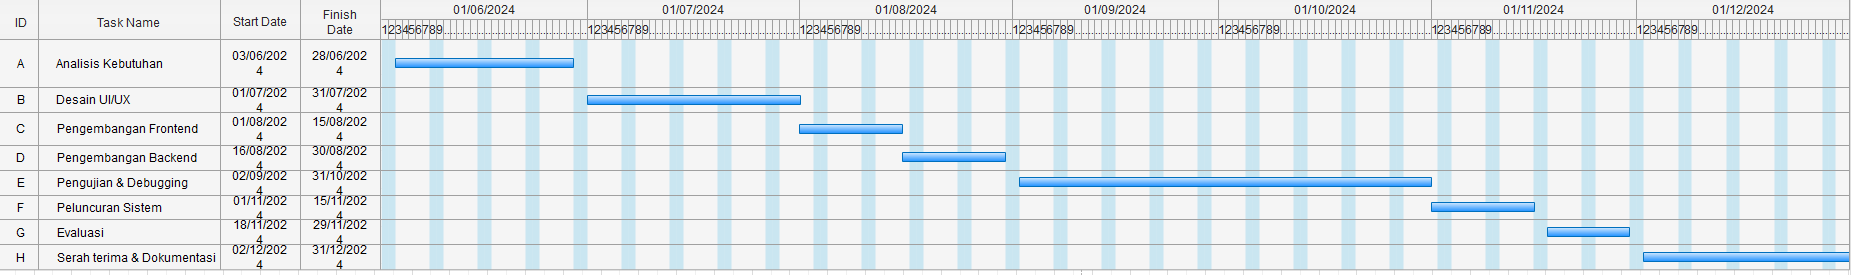 ID Task Name Start Date Finish Date 01/06/2024 01/07/2024 01/08/2024 01/09/2024 01/10/2024 01/11/2024 01/12/2024
123456789 123456789 123456789 123456789 123456789 123456789 123456789
A Analisis Kebutuhan 03/06/2024 28/06/2024
B Desain UI/UX 01/07/2024 31/07/2024
C Pengembangan Frontend 01/08/2024 15/08/2024
D Pengembangan Backend 16/08/2024 30/08/2024
E Pengujian & Debugging 02/09/2024 31/10/2024
F Peluncuran Sistem 01/11/2024 15/11/2024
G Evaluasi 18/11/2024 29/11/2024
H Serah terima & Dokumentasi 02/12/2024 31/12/2024